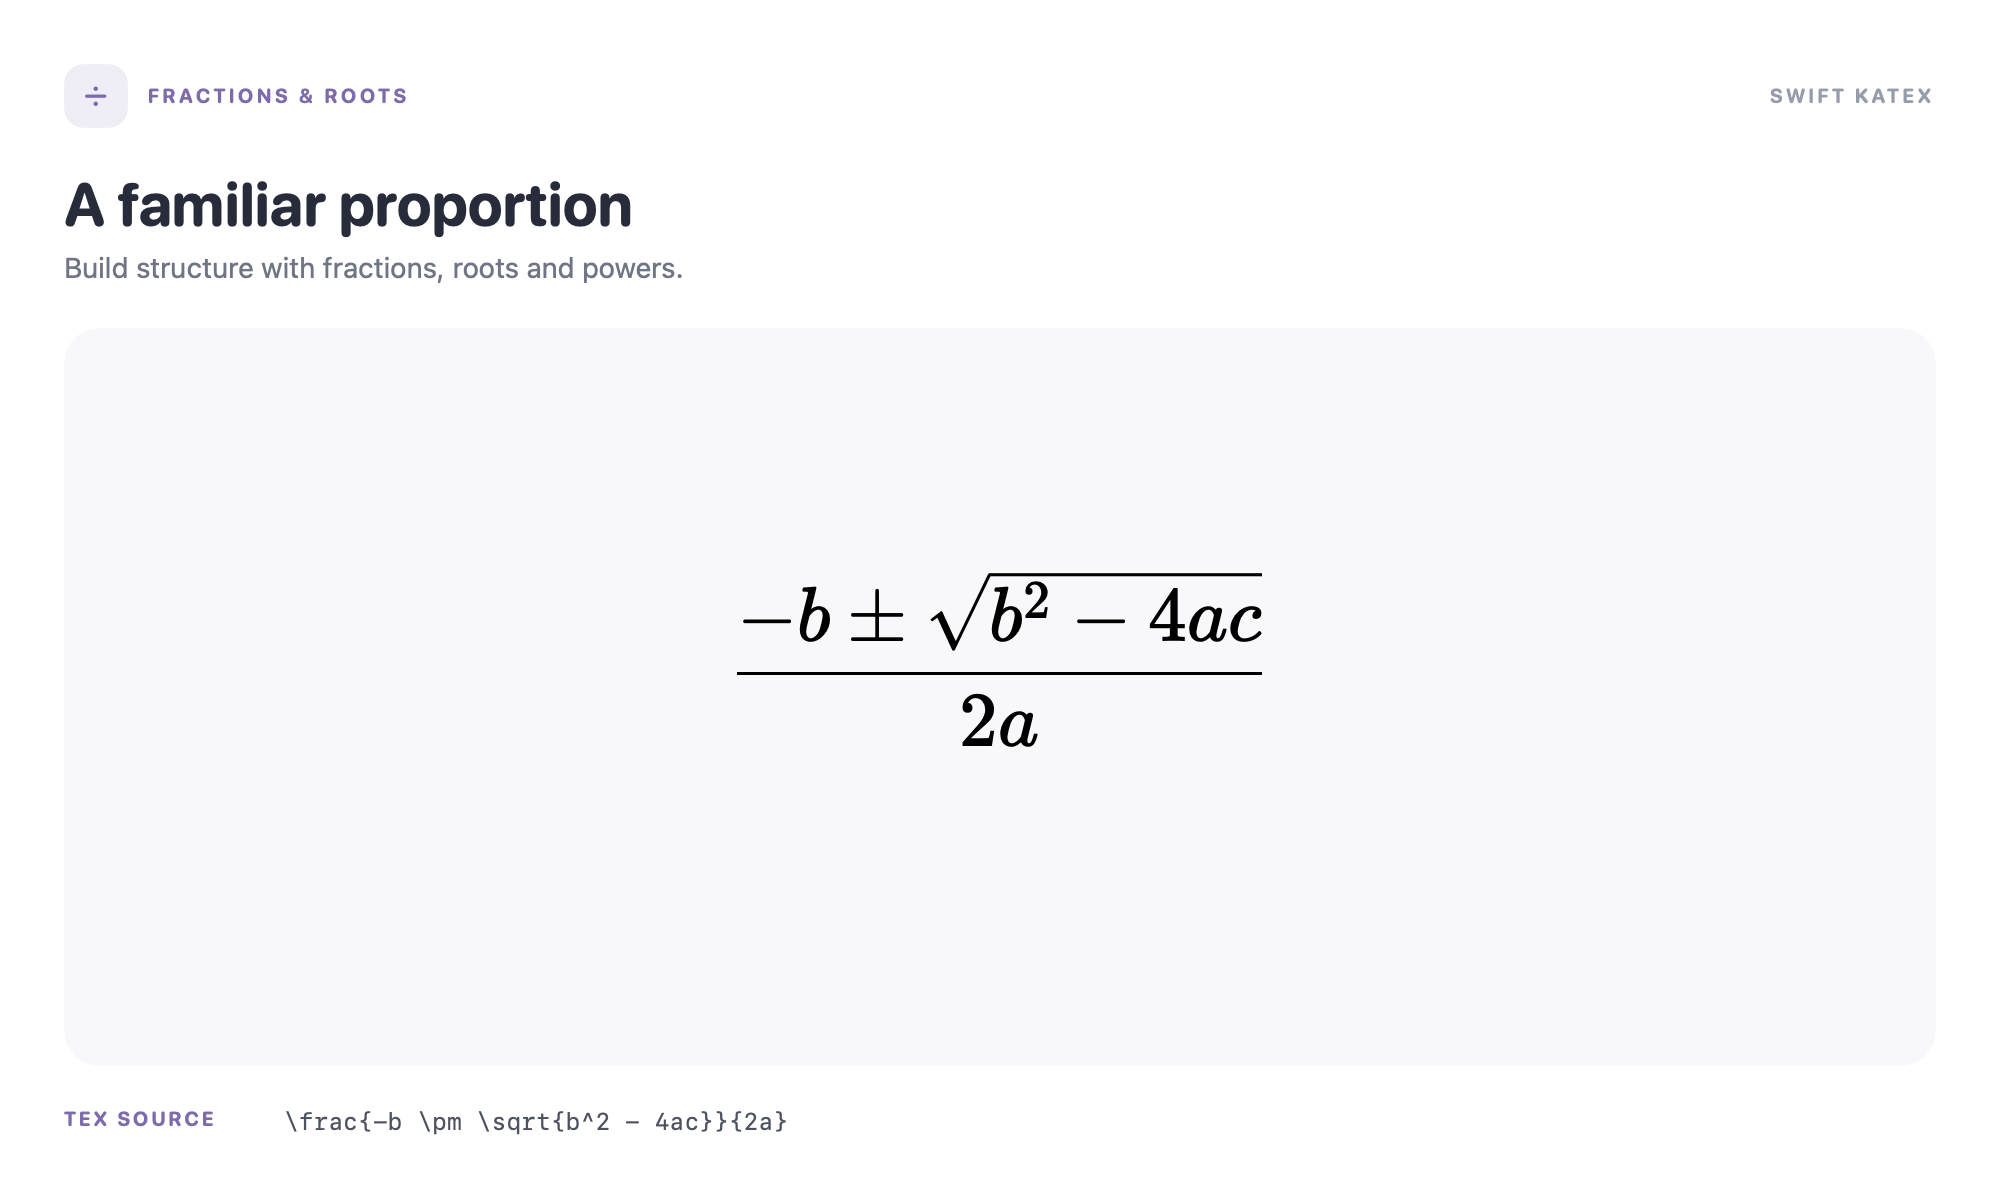 ÷ FRACTIONS & ROOTS
SWIFT KATEX
A familiar proportion
Build structure with fractions, roots and powers.
−b ± √b² − 4ac
2a
TEX SOURCE \frac{−b \pm \sqrt{b^2 − 4ac}}{2a}